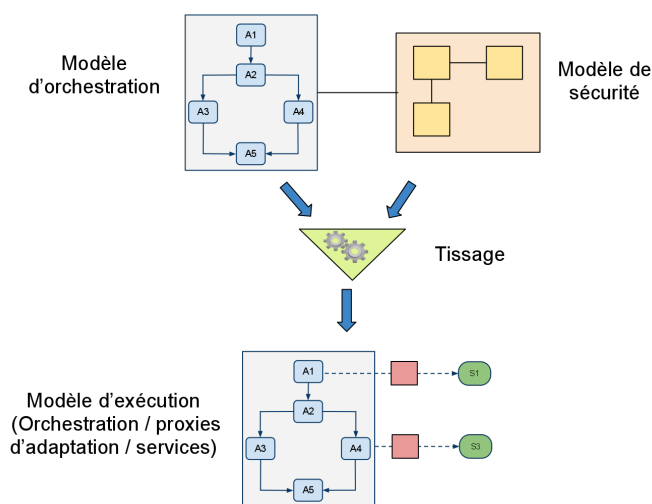 Modèle
d'orchestration
A1
A2
A3
A4
A5
Modèle de
sécurité
Tissage
Modèle d'exécution
(Orchestration / proxies
d'adaptation / services)
A1
S1
A2
A3
A4
S3
A5